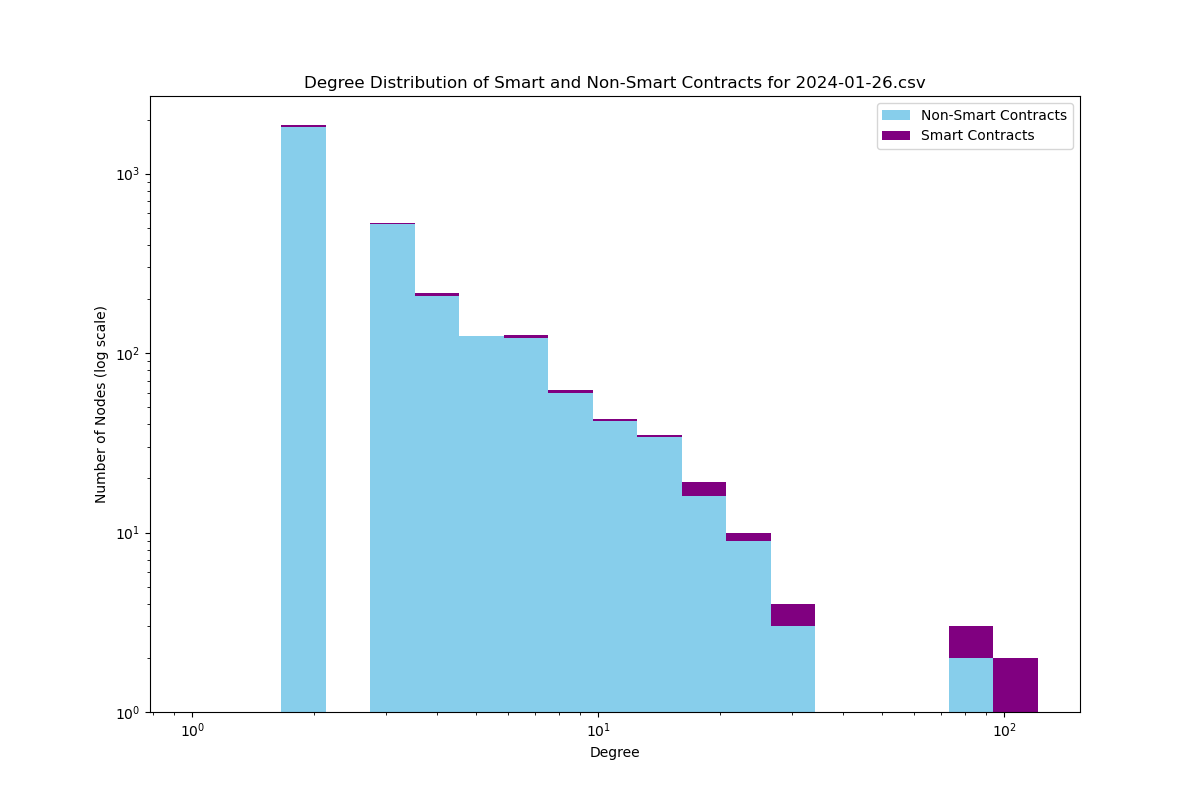 Degree Distribution of Smart and Non-Smart Contracts for 2024-01-26.csv
Non-Smart Contracts
Smart Contracts
Number of Nodes (log scale)
10³
10²
10¹
10⁰
10⁰ 10¹ 10²
Degree